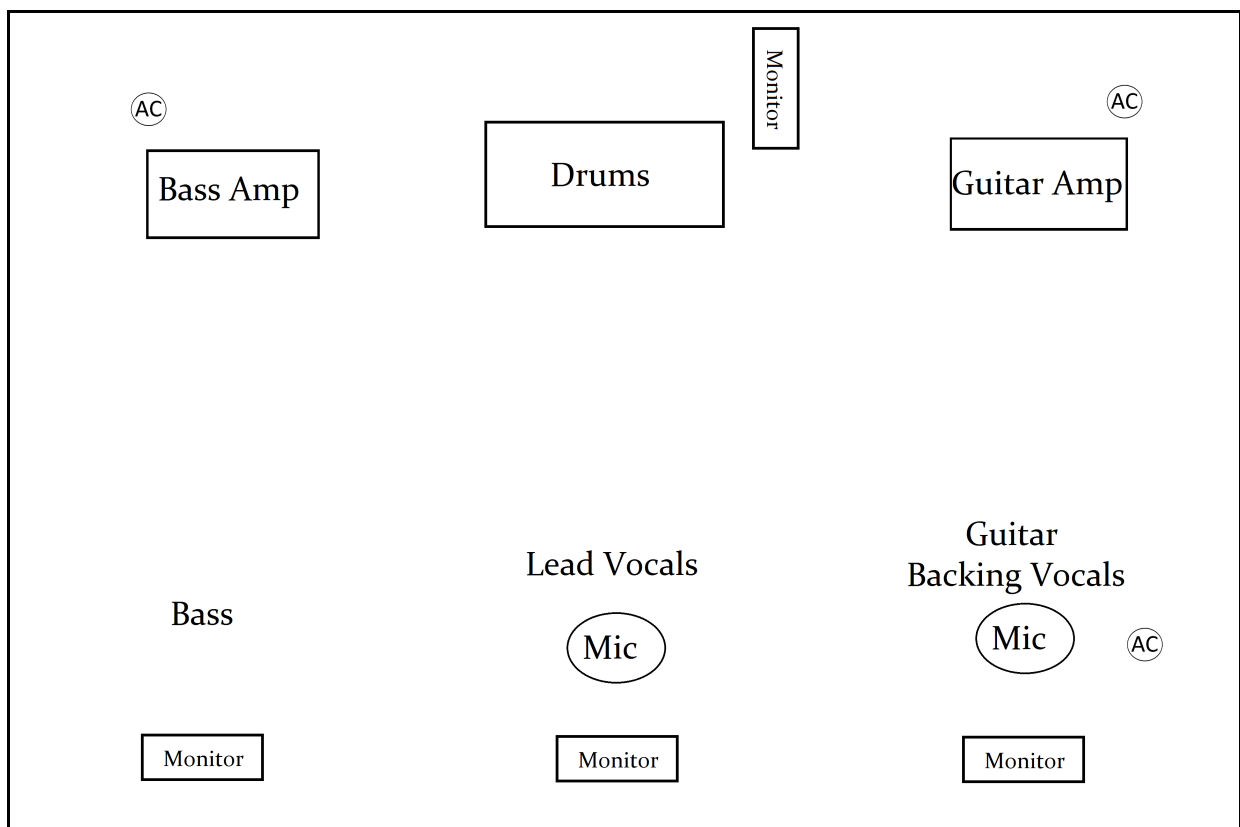 Monitor
AC
AC
Bass Amp
Drums
Guitar Amp
Guitar
Backing Vocals
Lead Vocals
Bass
Mic
Mic
AC
Monitor
Monitor
Monitor